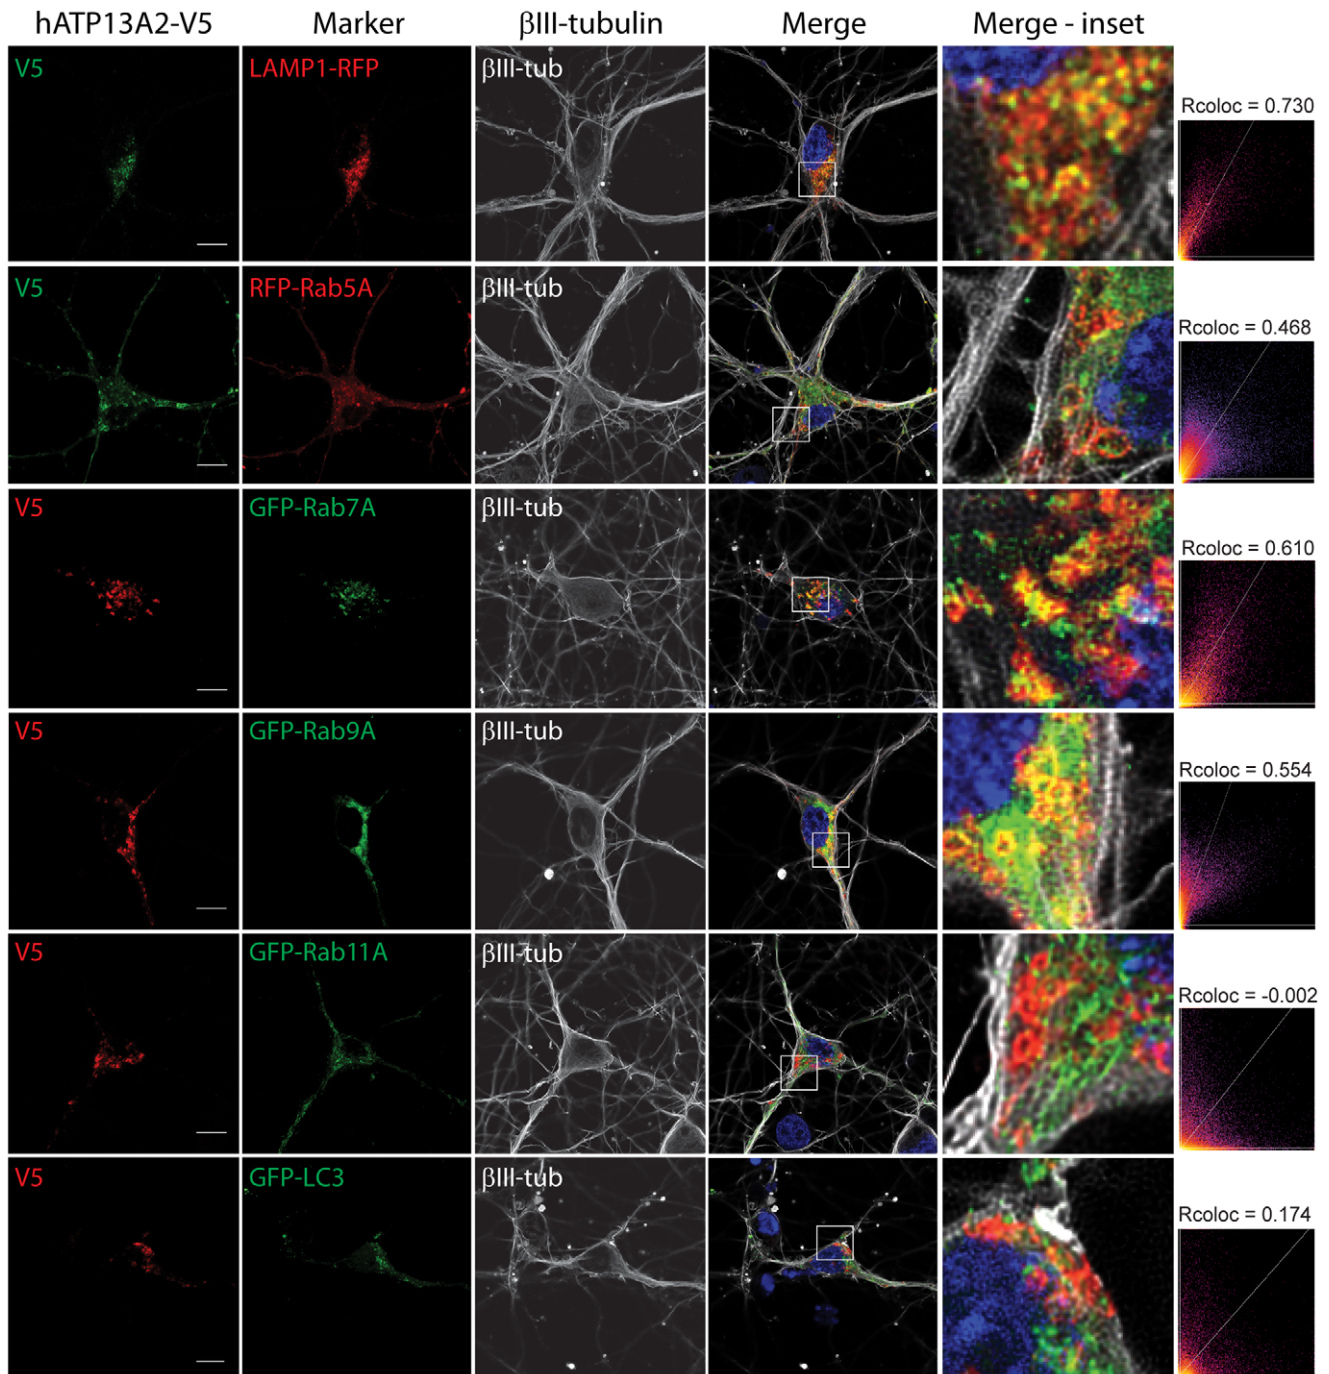 hATP13A2-V5 Marker βIII-tubulin Merge Merge - inset
V5 LAMP1-RFP βIII-tub
Rcoloc = 0.730
V5 RFP-Rab5A βIII-tub
Rcoloc = 0.468
V5 GFP-Rab7A βIII-tub
Rcoloc = 0.610
V5 GFP-Rab9A βIII-tub
Rcoloc = 0.554
V5 GFP-Rab11A βIII-tub
Rcoloc = -0.002
V5 GFP-LC3 βIII-tub
Rcoloc = 0.174